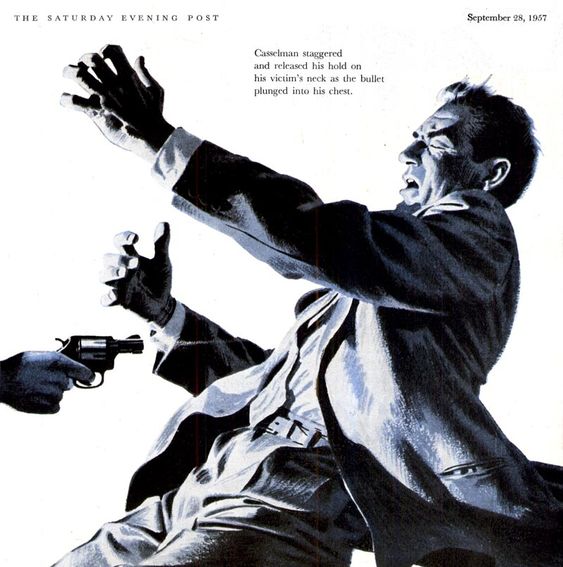 THE SATURDAY EVENING POST
September 28, 1957
Casselman staggered
and released his hold on
his victim's neck as the bullet
plunged into his chest.